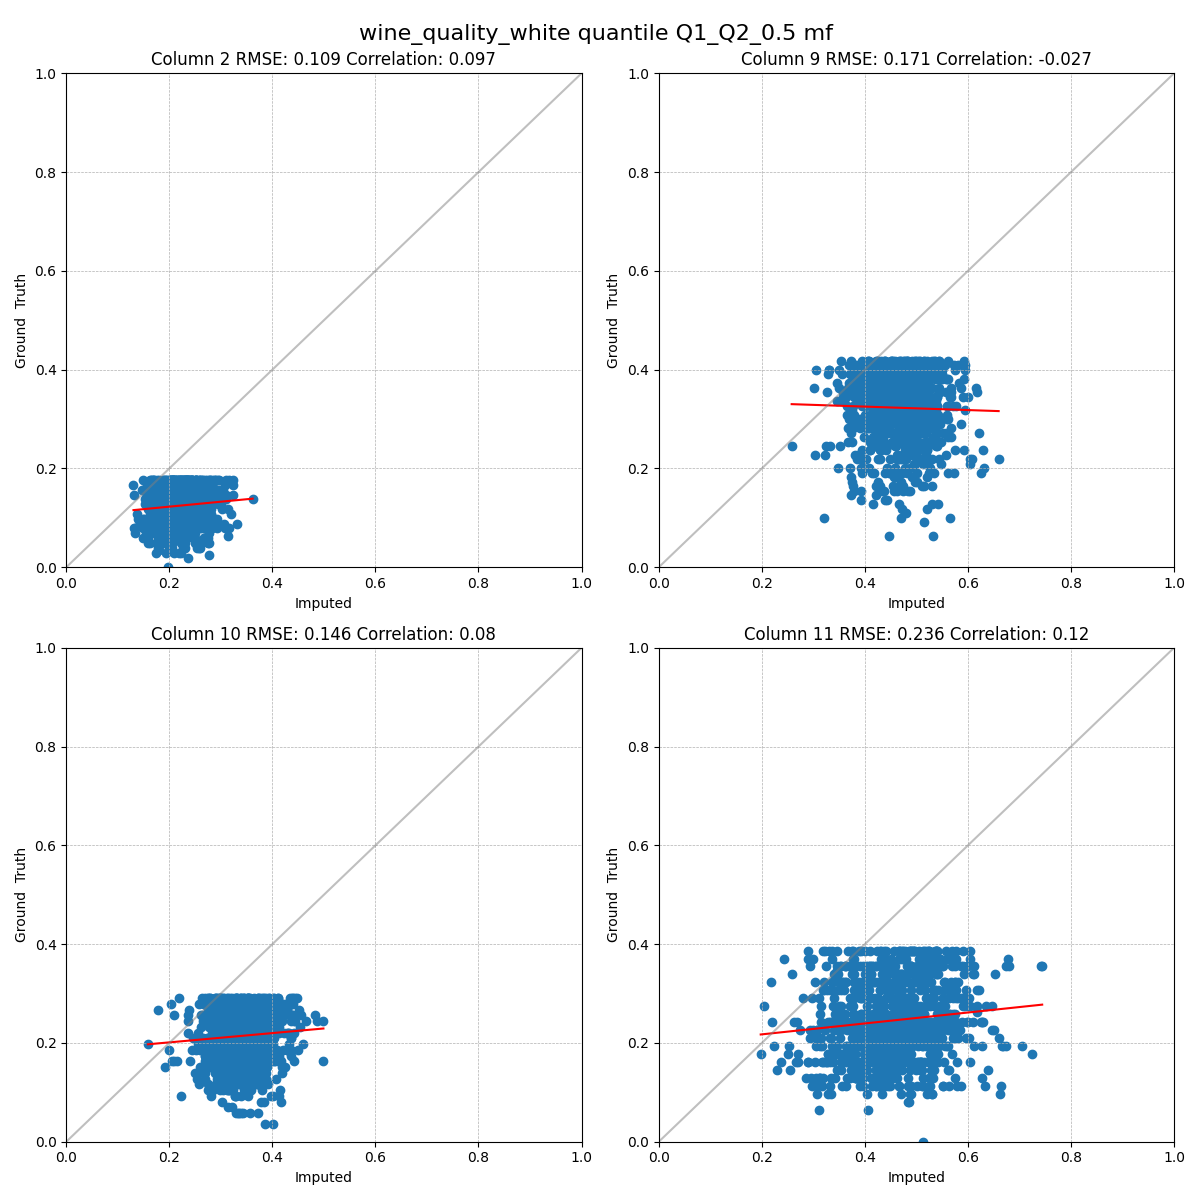 wine_quality_white quantile Q1_Q2_0.5 mf
Column 2 RMSE: 0.109 Correlation: 0.097
1.0
0.8
0.6
0.4
0.2
0.0
Ground Truth
0.0 0.2 0.4 0.6 0.8 1.0
Imputed
Column 9 RMSE: 0.171 Correlation: -0.027
1.0
0.8
0.6
0.4
0.2
0.0
Ground Truth
0.0 0.2 0.4 0.6 0.8 1.0
Imputed
Column 10 RMSE: 0.146 Correlation: 0.08
1.0
0.8
0.6
0.4
0.2
0.0
Ground Truth
0.0 0.2 0.4 0.6 0.8 1.0
Imputed
Column 11 RMSE: 0.236 Correlation: 0.12
1.0
0.8
0.6
0.4
0.2
0.0
Ground Truth
0.0 0.2 0.4 0.6 0.8 1.0
Imputed